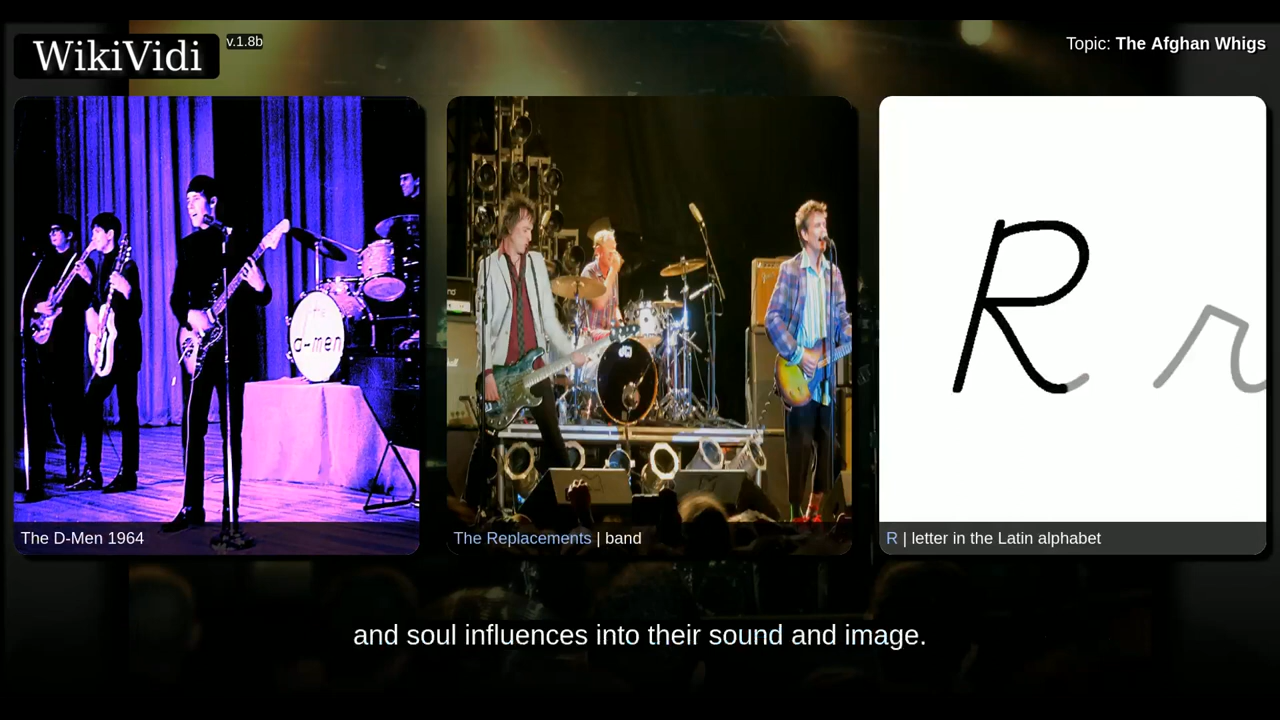 WikiVidi
v.1.8b
Topic: The Afghan Whigs
the
d-men
R r
The D-Men 1964
The Replacements | band
R | letter in the Latin alphabet
and soul influences into their sound and image.